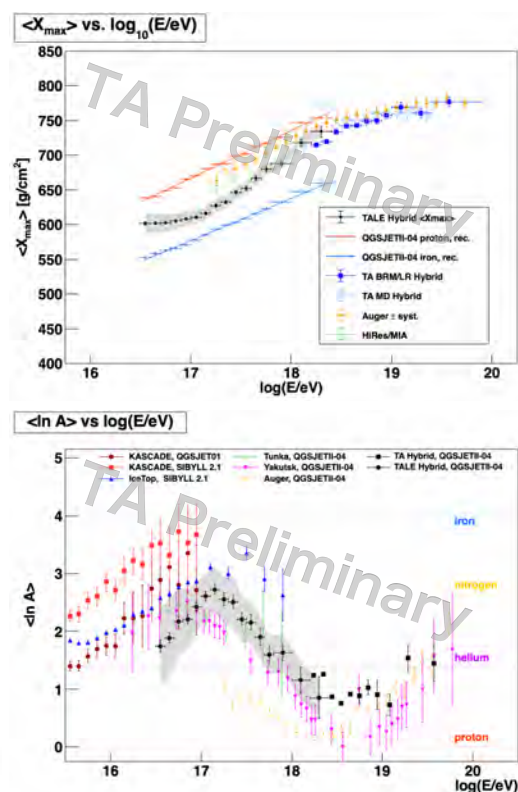 <Xmax> vs. log10(E/eV)
TA Preliminary
850
800
750
700
650
600
550
500
450
400
<Xmax> [g/cm²]
TALE Hybrid <Xmax>
QGSJETII-04 proton, rec.
QGSJETII-04 iron, rec.
TA BRM/LR Hybrid
TA MD Hybrid
Auger ± syst.
HiRes/MIA
16 17 18 19 20
log(E/eV)
<ln A> vs log(E/eV)
TA Preliminary
KASCADE, QGSJET01
KASCADE, SIBYLL 2.1
IceTop, SIBYLL 2.1
Tunka, QGSJETII-04
Yakutsk, QGSJETII-04
Auger, QGSJETII-04
TA Hybrid, QGSJETII-04
TALE Hybrid, QGSJETII-04
5
4
3
2
1
0
<ln A>
iron
nitrogen
helium
proton
16 17 18 19 20
log(E/eV)